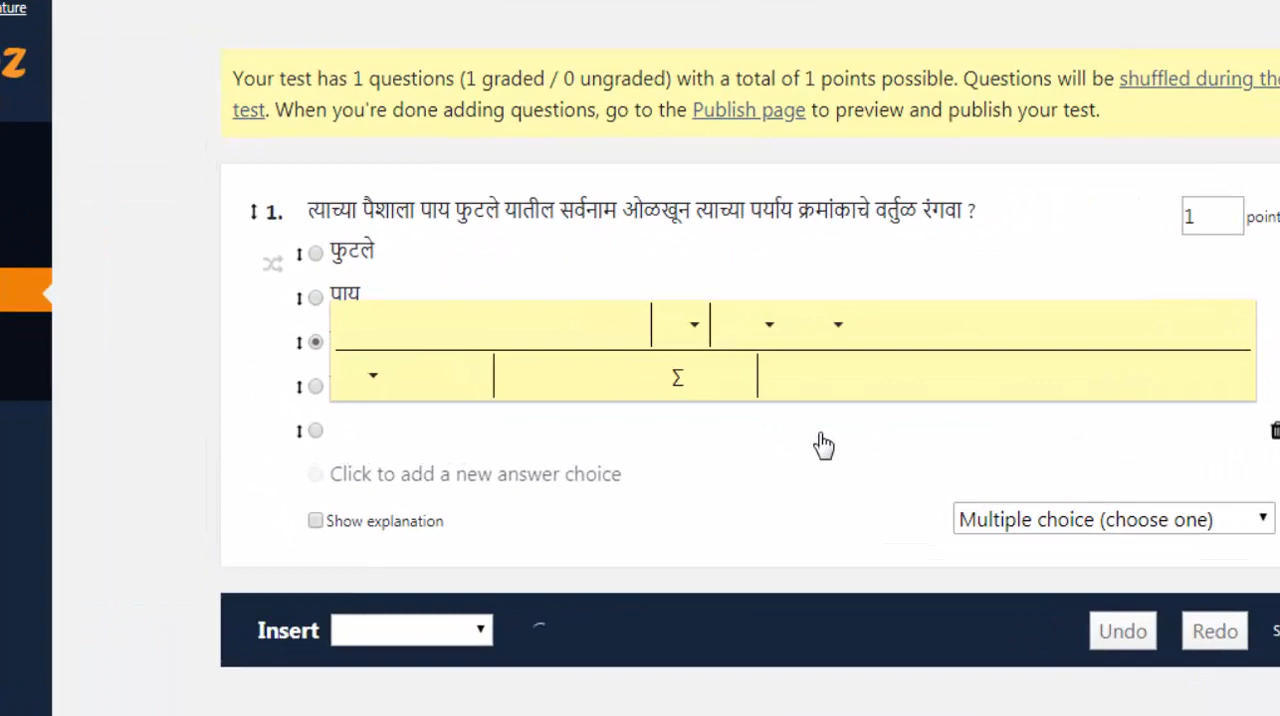 ture
z
Your test has 1 questions (1 graded / 0 ungraded) with a total of 1 points possible. Questions will be shuffled during the
test. When you're done adding questions, go to the Publish page to preview and publish your test.
1. त्याच्या पैशाला पाय फुटले यातील सर्वनाम ओळखून त्याच्या पर्याय क्रमांकाचे वर्तुळ रंगवा ?
1 point
फुटले
पाय
Σ
Click to add a new answer choice
Show explanation
Multiple choice (choose one)
Insert
Undo Redo S